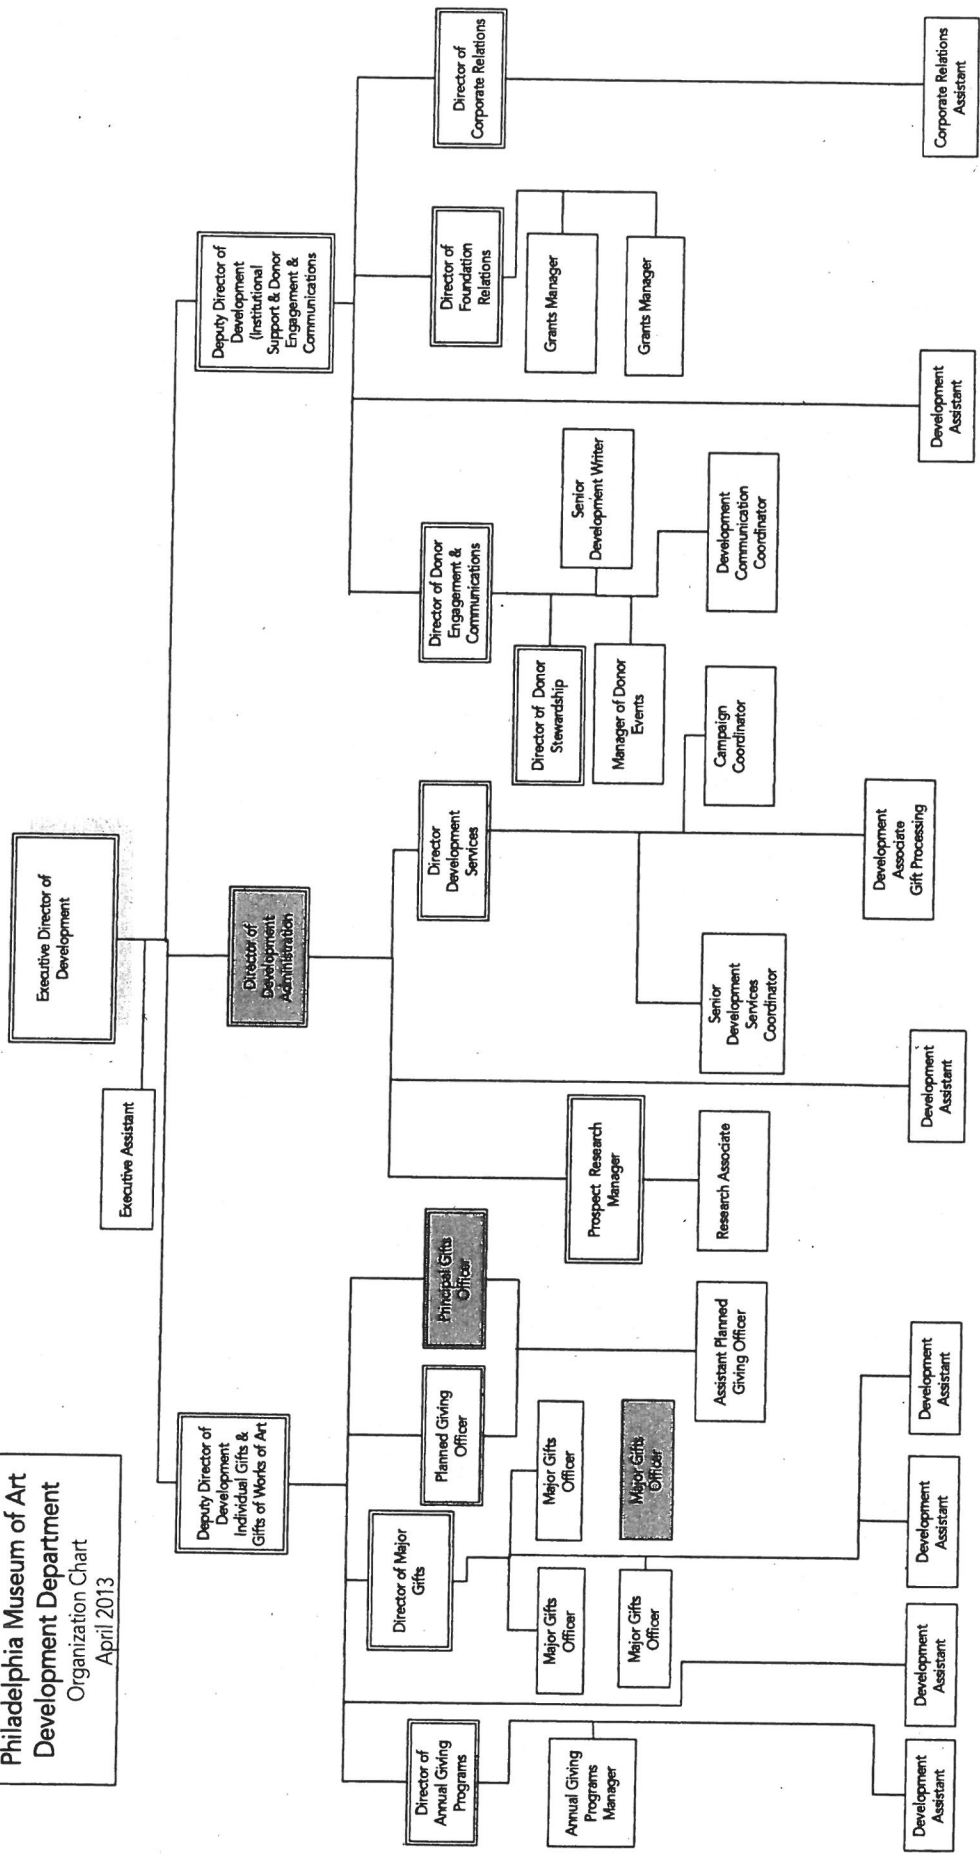 Philadelphia Museum of Art
Development Department
Organization Chart
April 2013
Executive Director of
Development
Executive Assistant
Deputy Director of
Development
Individual Gifts &
Gifts of Works of Art
Director of
Development
Administration
Deputy Director of
Development
(Institutional
Support & Donor
Engagement &
Communications
Director of
Annual Giving
Programs
Director of Major
Gifts
Planned Giving
Officer
Principal Gifts
Officer
Director
Development
Services
Director of Donor
Engagement &
Communications
Director of
Foundation
Relations
Director of
Corporate Relations
Annual Giving
Programs
Manager
Major Gifts
Officer
Major Gifts
Officer
Major Gifts
Officer
Major Gifts
Officer
Assistant Planned
Giving Officer
Prospect Research
Manager
Research Associate
Senior
Development
Services
Coordinator
Campaign
Coordinator
Development
Associate
Gift Processing
Director of Donor
Stewardship
Senior
Development Writer
Manager of Donor
Events
Development
Communication
Coordinator
Grants Manager
Grants Manager
Development
Assistant
Development
Assistant
Development
Assistant
Development
Assistant
Development
Assistant
Development
Assistant
Corporate Relations
Assistant